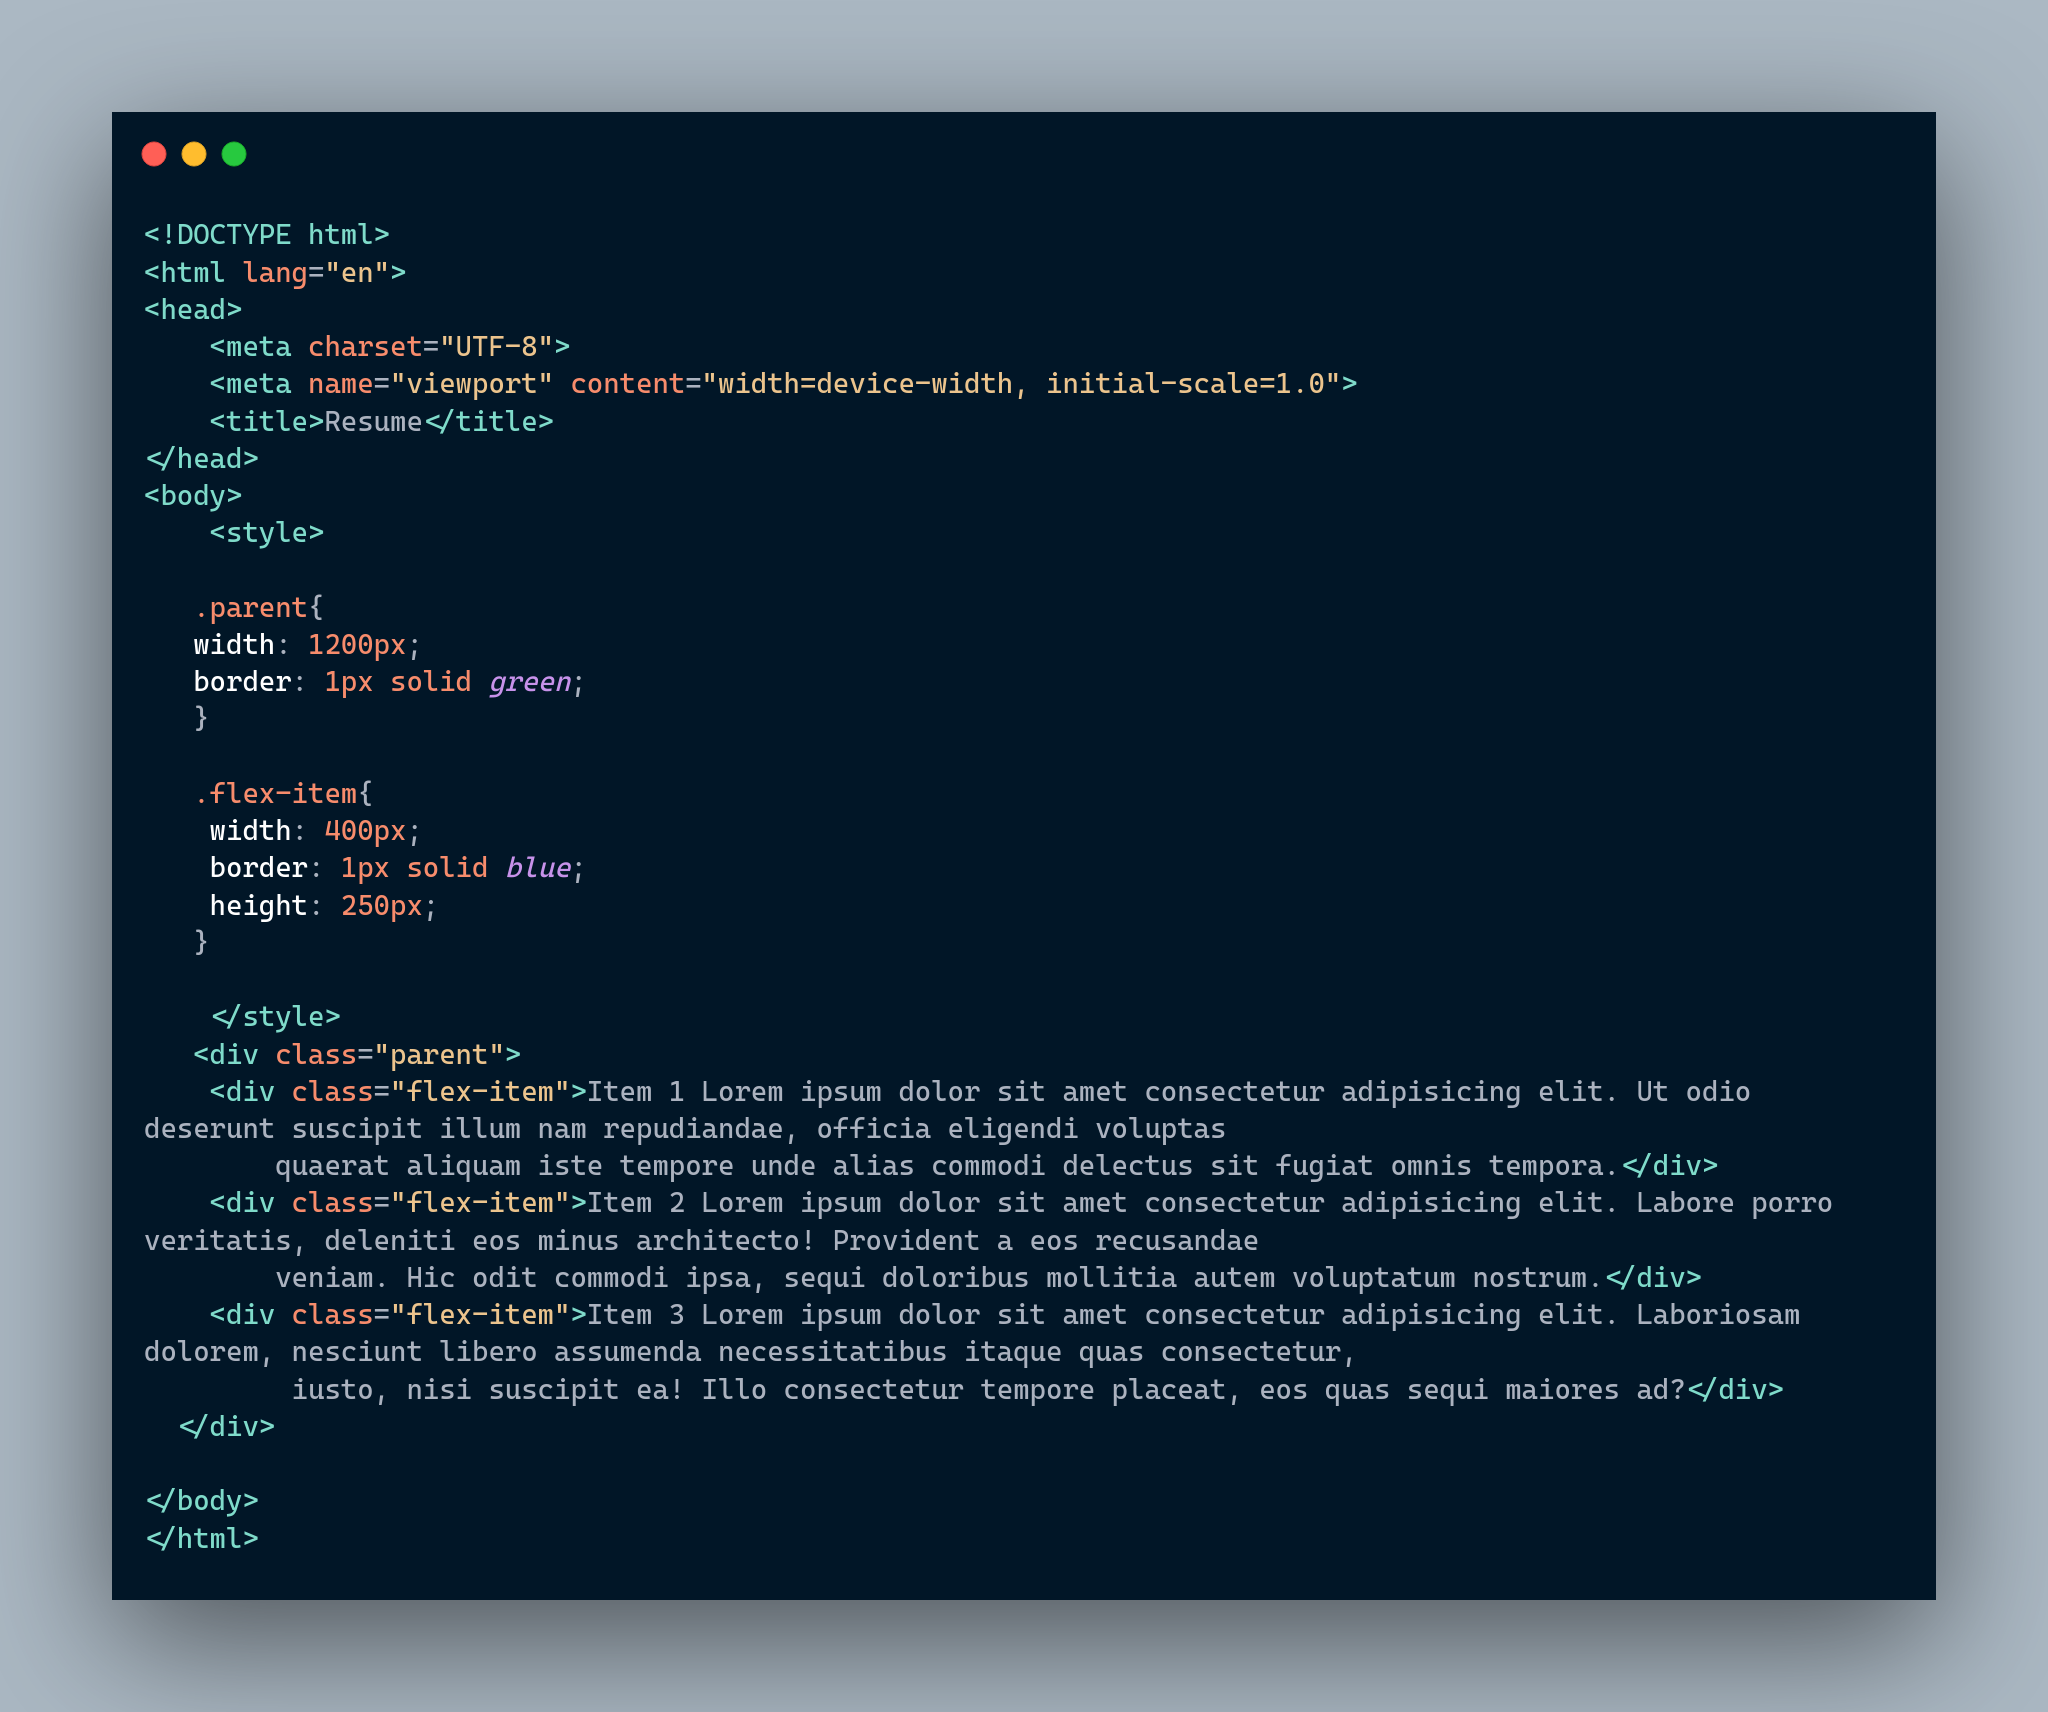 <!DOCTYPE html>
<html lang="en">
<head>
    <meta charset="UTF-8">
    <meta name="viewport" content="width=device-width, initial-scale=1.0">
    <title>Resume</title>
</head>
<body>
    <style>

   .parent{
   width: 1200px;
   border: 1px solid green;
   }

   .flex-item{
    width: 400px;
    border: 1px solid blue;
    height: 250px;
   }

    </style>
   <div class="parent">
    <div class="flex-item">Item 1 Lorem ipsum dolor sit amet consectetur adipisicing elit. Ut odio
deserunt suscipit illum nam repudiandae, officia eligendi voluptas
        quaerat aliquam iste tempore unde alias commodi delectus sit fugiat omnis tempora.</div>
    <div class="flex-item">Item 2 Lorem ipsum dolor sit amet consectetur adipisicing elit. Labore porro
veritatis, deleniti eos minus architecto! Provident a eos recusandae
        veniam. Hic odit commodi ipsa, sequi doloribus mollitia autem voluptatum nostrum.</div>
    <div class="flex-item">Item 3 Lorem ipsum dolor sit amet consectetur adipisicing elit. Laboriosam
dolorem, nesciunt libero assumenda necessitatibus itaque quas consectetur,
         iusto, nisi suscipit ea! Illo consectetur tempore placeat, eos quas sequi maiores ad?</div>
  </div>

</body>
</html>